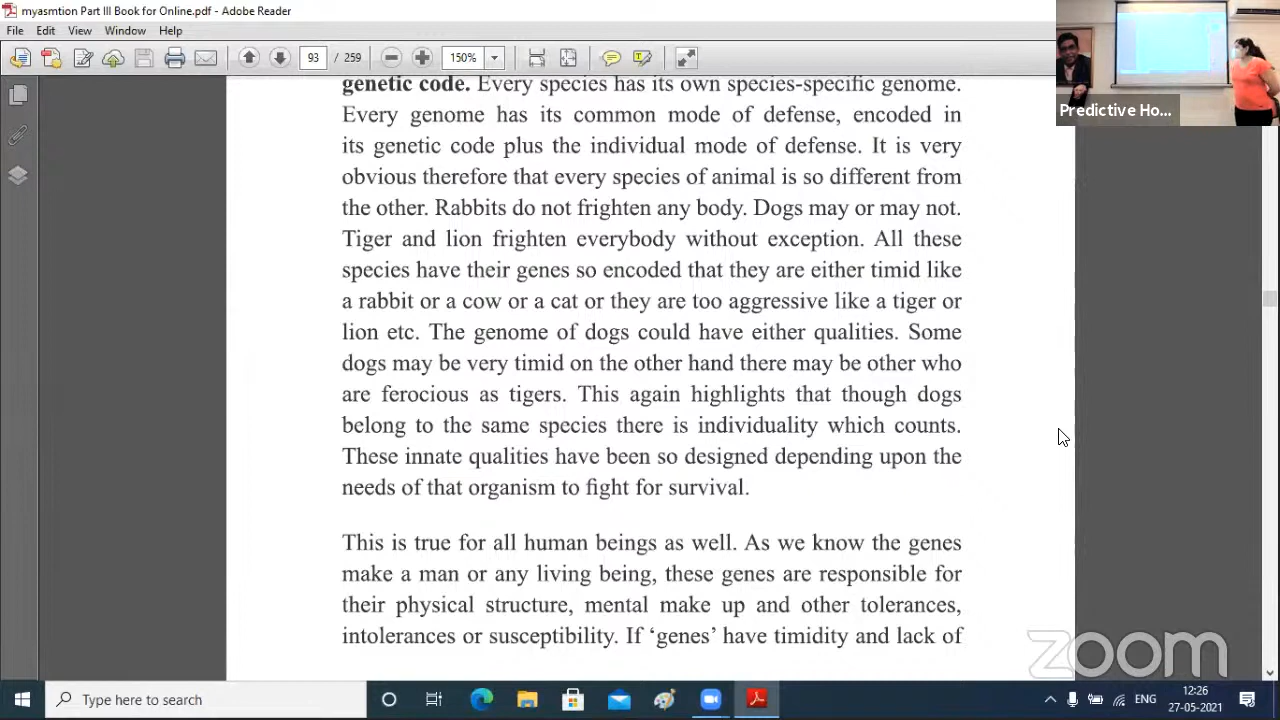 myasmtion Part III Book for Online.pdf - Adobe Reader
File Edit View Window Help
93 / 259 150%
Predictive Ho...
genetic code. Every species has its own species-specific genome.
Every genome has its common mode of defense, encoded in
its genetic code plus the individual mode of defense. It is very
obvious therefore that every species of animal is so different from
the other. Rabbits do not frighten any body. Dogs may or may not.
Tiger and lion frighten everybody without exception. All these
species have their genes so encoded that they are either timid like
a rabbit or a cow or a cat or they are too aggressive like a tiger or
lion etc. The genome of dogs could have either qualities. Some
dogs may be very timid on the other hand there may be other who
are ferocious as tigers. This again highlights that though dogs
belong to the same species there is individuality which counts.
These innate qualities have been so designed depending upon the
needs of that organism to fight for survival.
This is true for all human beings as well. As we know the genes
make a man or any living being, these genes are responsible for
their physical structure, mental make up and other tolerances,
intolerances or susceptibility. If ‘genes’ have timidity and lack of
zoom
Type here to search
ENG
12:26
27-05-2021